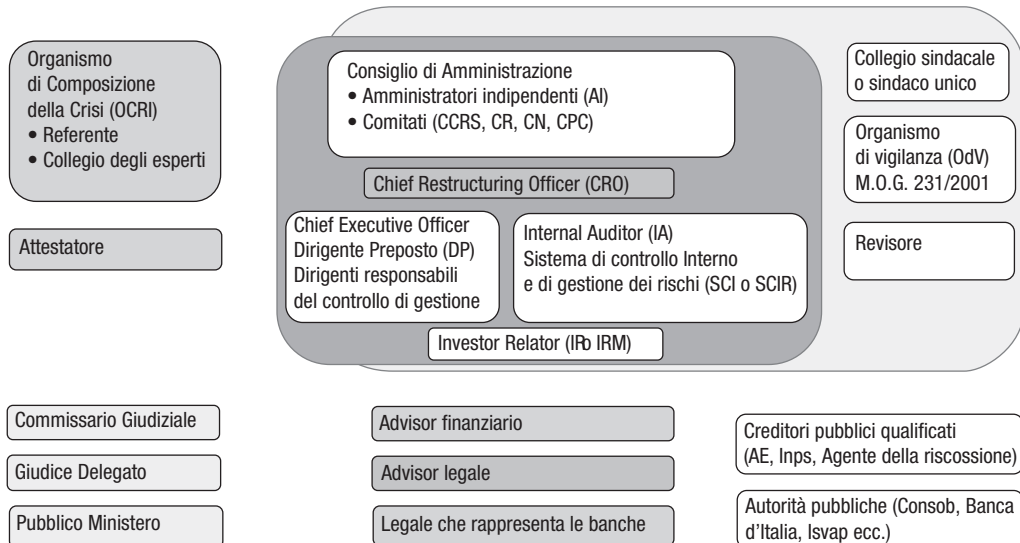 Organismo
di Composizione
della Crisi (OCRI)
• Referente
• Collegio degli esperti
Attestatore
Consiglio di Amministrazione
• Amministratori indipendenti (AI)
• Comitati (CCRS, CR, CN, CPC)
Chief Restructuring Officer (CRO)
Chief Executive Officer
Dirigente Preposto (DP)
Dirigenti responsabili
del controllo di gestione
Internal Auditor (IA)
Sistema di controllo Interno
e di gestione dei rischi (SCI o SCIR)
Investor Relator (IR o IRM)
Collegio sindacale
o sindaco unico
Organismo
di vigilanza (OdV)
M.O.G. 231/2001
Revisore
Commissario Giudiziale
Giudice Delegato
Pubblico Ministero
Advisor finanziario
Advisor legale
Legale che rappresenta le banche
Creditori pubblici qualificati
(AE, Inps, Agente della riscossione)
Autorità pubbliche (Consob, Banca
d'Italia, Isvap ecc.)